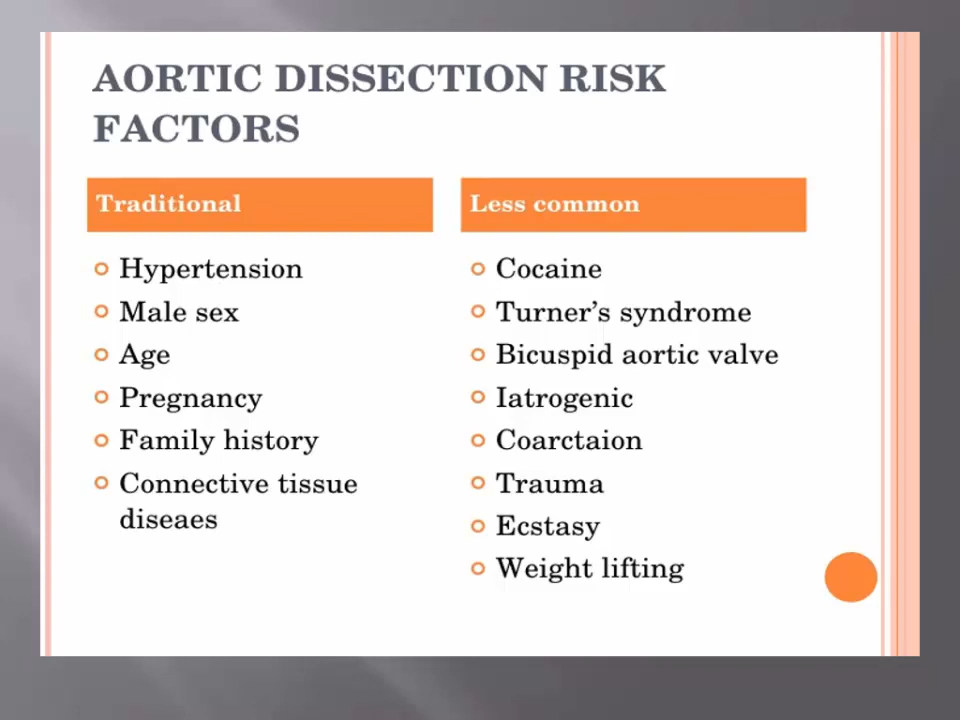 AORTIC DISSECTION RISK
FACTORS
Traditional
Hypertension
Male sex
Age
Pregnancy
Family history
Connective tissue
diseaes
Less common
Cocaine
Turner’s syndrome
Bicuspid aortic valve
Iatrogenic
Coarctaion
Trauma
Ecstasy
Weight lifting